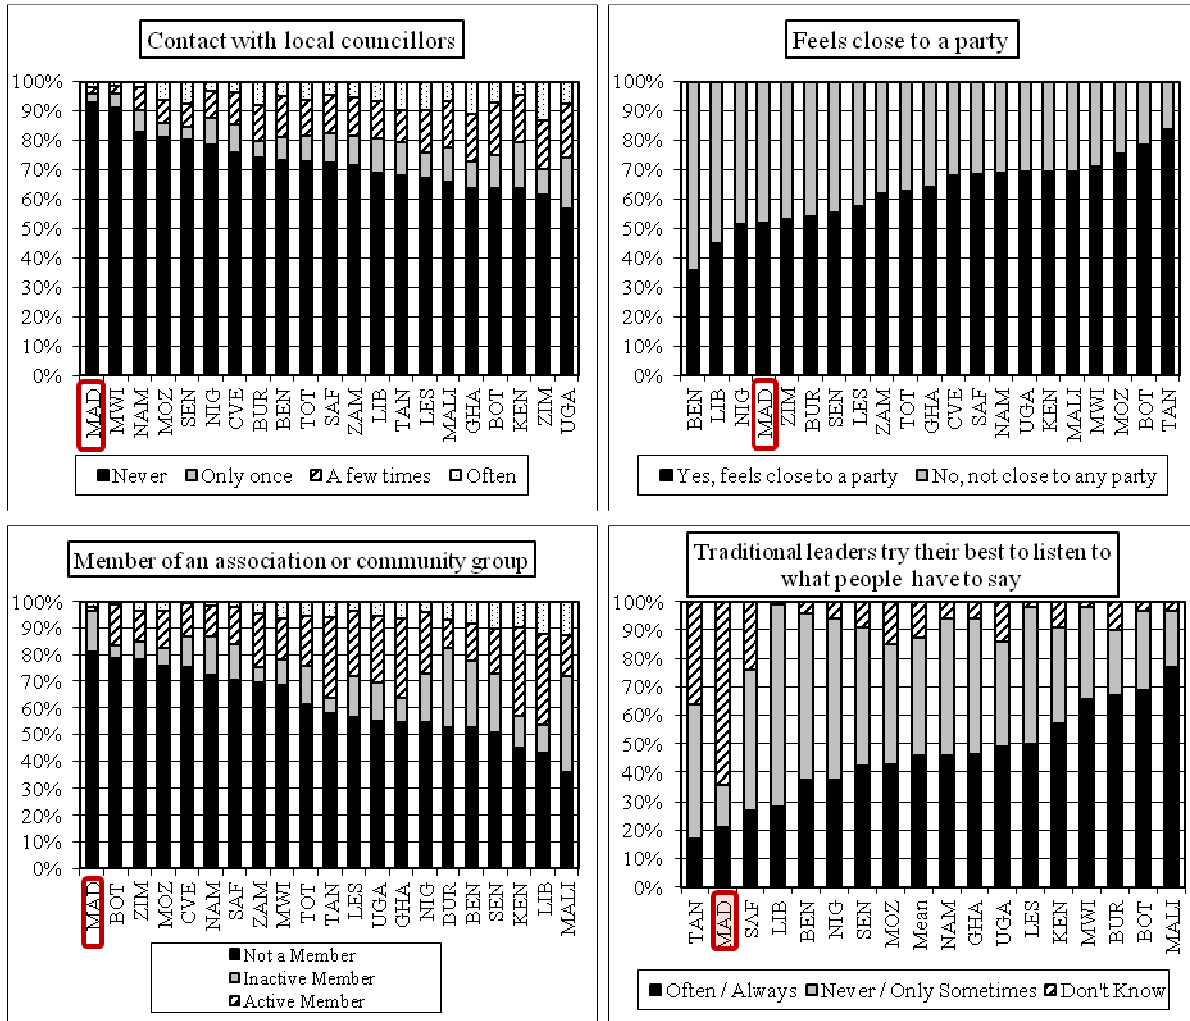 Contact with local councillors
100%
90%
80%
70%
60%
50%
40%
30%
20%
10%
0%
MAD MWI NAM MOZ SEN NIG CVE BUR BEN TOT SAF ZAM LIB TAN LES MALI GHA BOT KEN ZIM UGA
Never Only once A few times Often
Feels close to a party
100%
90%
80%
70%
60%
50%
40%
30%
20%
10%
0%
BEN LIB NIG MAD ZIM BUR SEN LES ZAM TOT GHA CVE SAF NAM UGA KEN MALI MWI MOZ BOT TAN
Yes, feels close to a party No, not close to any party
Member of an association or community group
100%
90%
80%
70%
60%
50%
40%
30%
20%
10%
0%
MAD BOT ZIM MOZ CVE NAM SAF ZAM MWI TOT TAN LES UGA GHA NIG BUR BEN SEN KEN LIB MALI
Not a Member
Inactive Member
Active Member
Traditional leaders try their best to listen to
what people have to say
100%
90%
80%
70%
60%
50%
40%
30%
20%
10%
0%
TAN MAD SAF LIB BEN NIG SEN MOZ Mean NAM GHA UGA LES KEN MWI BUR BOT MALI
Often / Always Never / Only Sometimes Don't Know